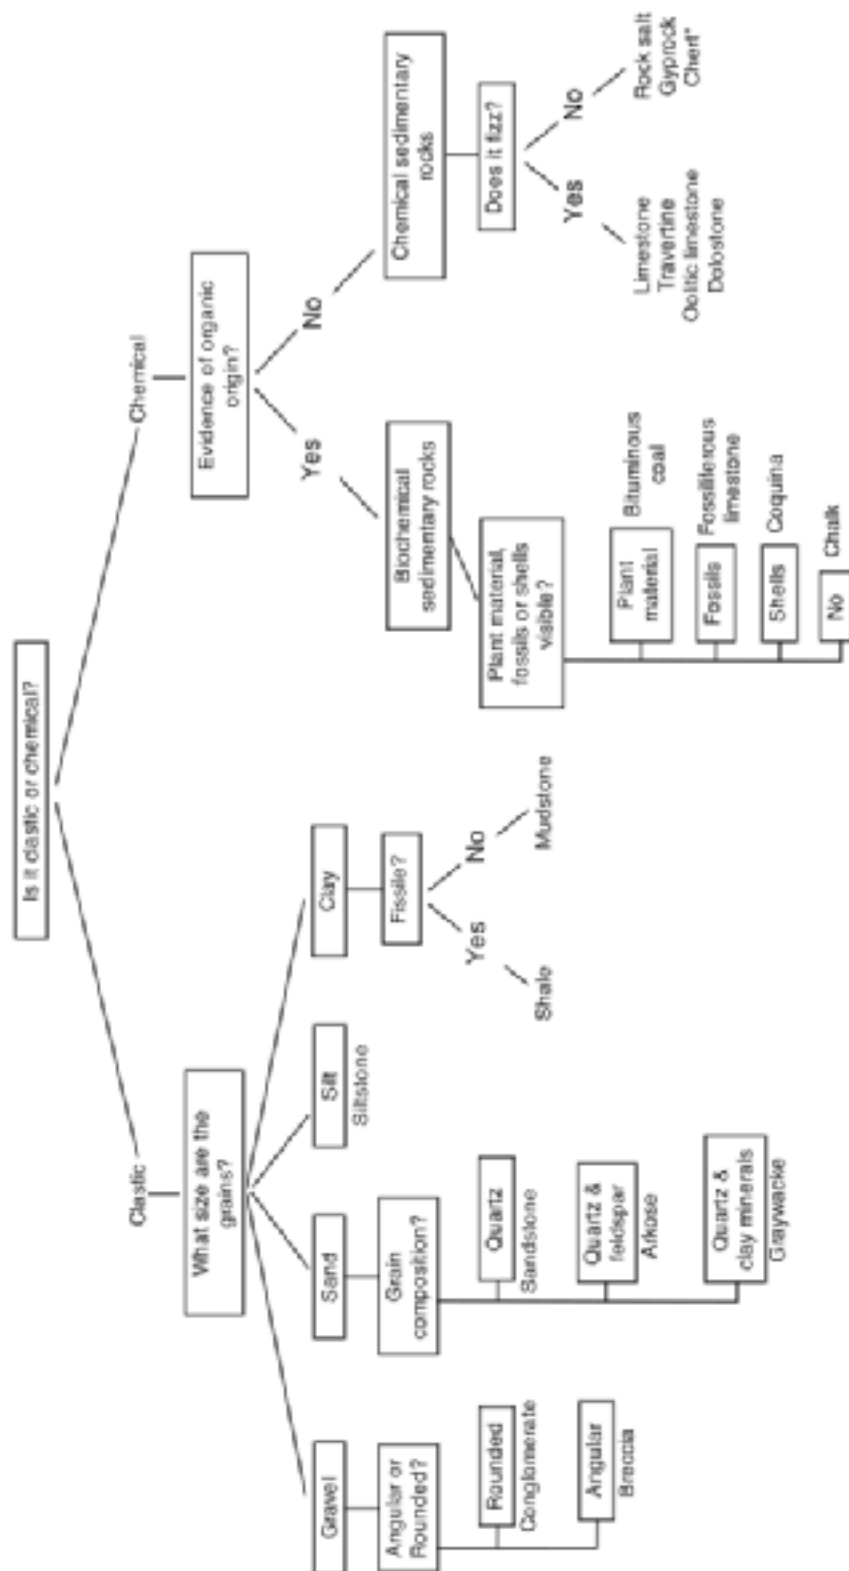 Is it clastic or chemical?
Clastic
What size are the
grains?
Gravel
Angular or
Rounded?
Rounded
Conglomerate
Angular
Breccia
Sand
Grain
composition?
Quartz
Sandstone
Quartz &
feldspar
Arkose
Quartz &
clay minerals
Graywacke
Silt
Siltstone
Clay
Fissile?
Yes
Shale
No
Mudstone
Chemical
Evidence of organic
origin?
Yes
Biochemical
sedimentary rocks
Plant material,
fossils or shells
visible?
Plant
material
Bituminous
coal
Fossils
Fossiliferous
limestone
Shells
Coquina
No
Chalk
No
Chemical sedimentary
rocks
Does it fizz?
Yes
Limestone
Travertine
Oolitic limestone
Dolostone
No
Rock salt
Gyprock
Chert*